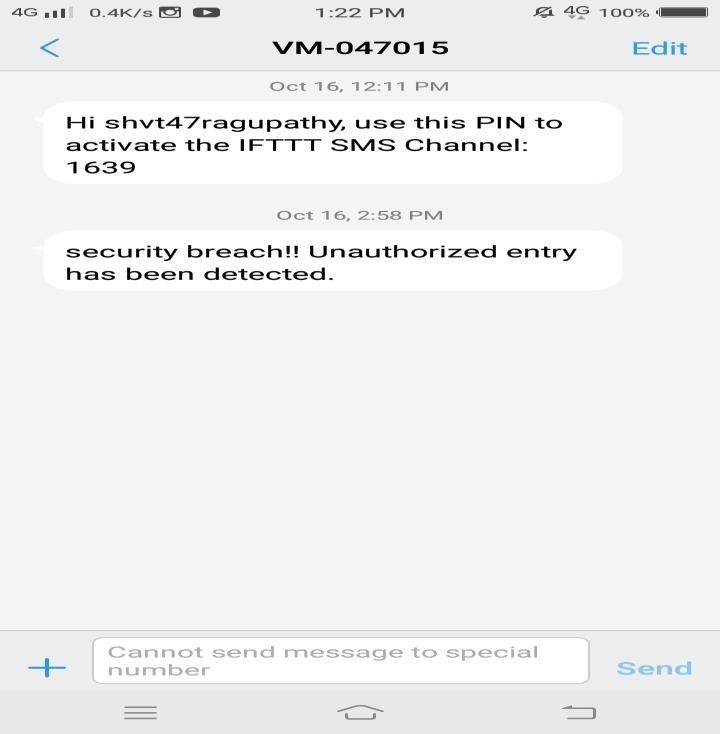 4G 0.4K/s 1:22 PM 4G 100%
< VM-047015 Edit
Oct 16, 12:11 PM
Hi shvt47ragupathy, use this PIN to
activate the IFTTT SMS Channel:
1639
Oct 16, 2:58 PM
security breach!! Unauthorized entry
has been detected.
Cannot send message to special
number
Send